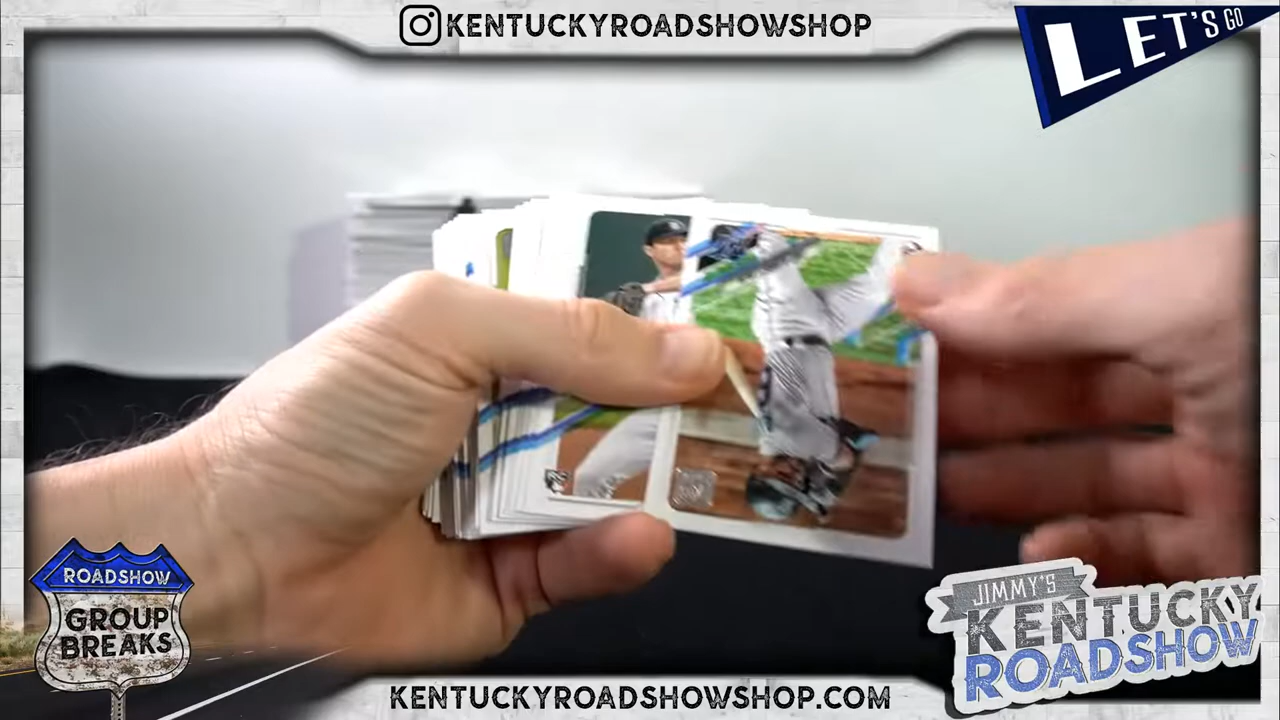 KENTUCKYROADSHOWSHOP
LET'S GO
ROADSHOW
GROUP
BREAKS
JIMMY'S
KENTUCKY
ROADSHOW
KENTUCKYROADSHOWSHOP.COM